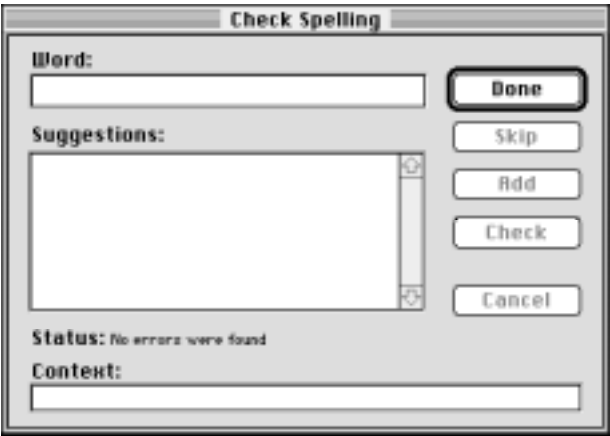 Check Spelling
Word:
Done
Suggestions:
Skip
Add
Check
Cancel
Status: No errors were found
Context: